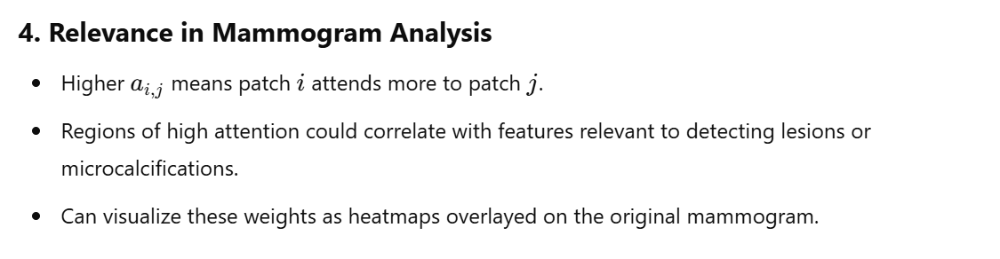 4. Relevance in Mammogram Analysis
• Higher a_{i,j} means patch i attends more to patch j.
• Regions of high attention could correlate with features relevant to detecting lesions or
microcalcifications.
• Can visualize these weights as heatmaps overlayed on the original mammogram.